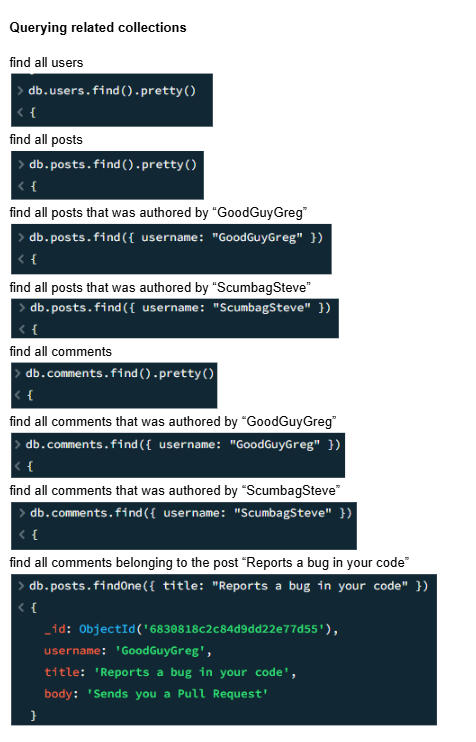 Querying related collections
find all users
> db.users.find().pretty()
< {
find all posts
> db.posts.find().pretty()
< {
find all posts that was authored by “GoodGuyGreg”
> db.posts.find({ username: "GoodGuyGreg" })
< {
find all posts that was authored by “ScumbagSteve”
> db.posts.find({ username: "ScumbagSteve" })
< {
find all comments
> db.comments.find().pretty()
< {
find all comments that was authored by “GoodGuyGreg”
> db.comments.find({ username: "GoodGuyGreg" })
< {
find all comments that was authored by “ScumbagSteve”
> db.comments.find({ username: "ScumbagSteve" })
< {
find all comments belonging to the post “Reports a bug in your code”
> db.posts.findOne({ title: "Reports a bug in your code" })
< {
_id: ObjectId('6830818c2c84d9dd22e77d55'),
username: 'GoodGuyGreg',
title: 'Reports a bug in your code',
body: 'Sends you a Pull Request'
}